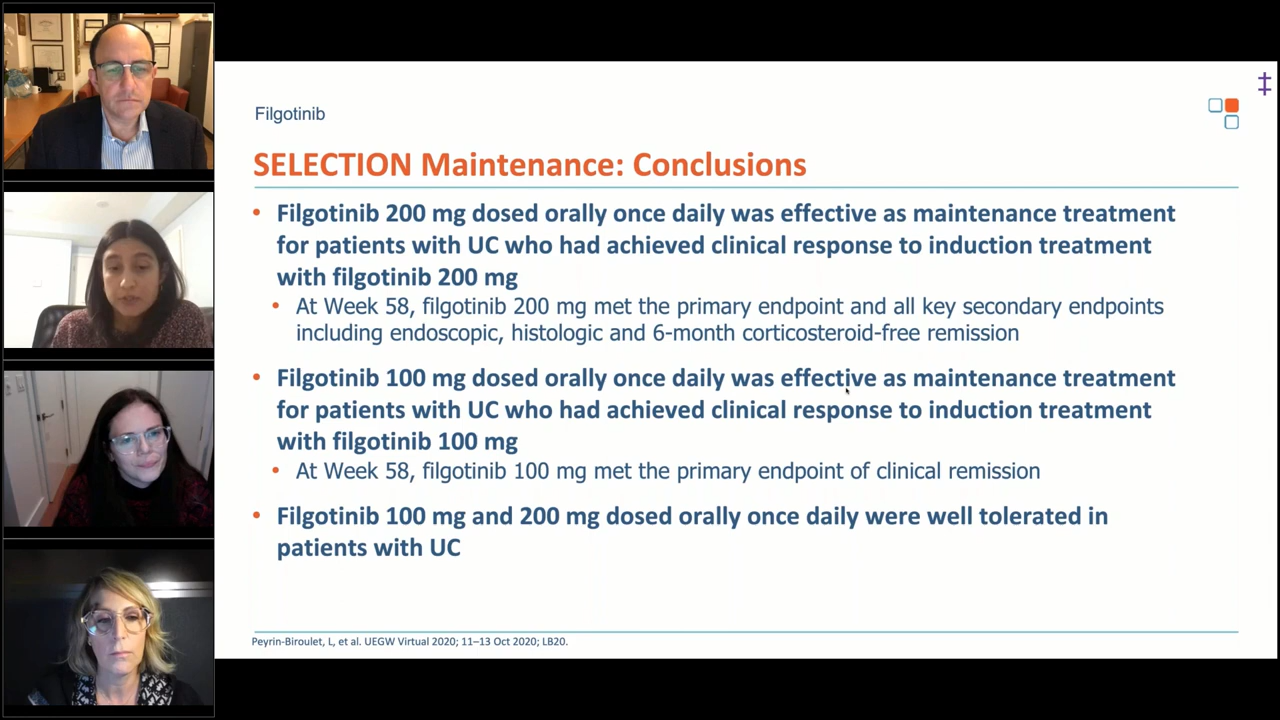 Filgotinib
‡
SELECTION Maintenance: Conclusions
• Filgotinib 200 mg dosed orally once daily was effective as maintenance treatment
for patients with UC who had achieved clinical response to induction treatment
with filgotinib 200 mg
• At Week 58, filgotinib 200 mg met the primary endpoint and all key secondary endpoints
including endoscopic, histologic and 6-month corticosteroid-free remission
• Filgotinib 100 mg dosed orally once daily was effective as maintenance treatment
for patients with UC who had achieved clinical response to induction treatment
with filgotinib 100 mg
• At Week 58, filgotinib 100 mg met the primary endpoint of clinical remission
• Filgotinib 100 mg and 200 mg dosed orally once daily were well tolerated in
patients with UC
Peyrin-Biroulet, L, et al. UEGW Virtual 2020; 11–13 Oct 2020; LB20.